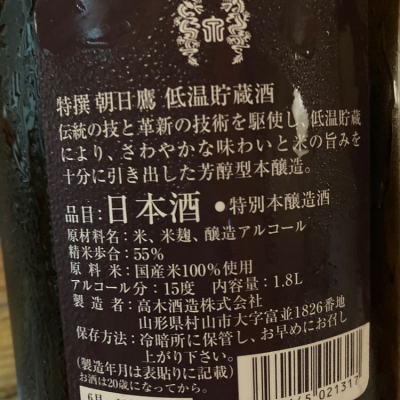 特撰 朝日鷹 低温貯蔵酒
伝統の技と革新の技術を駆使し、低温貯蔵
により、さわやかな味わいと米の旨みを
十分に引き出した芳醇型本醸造。
品目:日本酒 ・特別本醸造酒
原材料名:米、米麹、醸造アルコール
精米歩合:55%
原料米:国産米100%使用
アルコール分:15度 内容量:1.8L
製造者:高木酒造株式会社
山形県村山市大字富並1826番地
保存方法:冷暗所に保管し、お早めにお召し
上がり下さい。
(製造年月は表貼りに記載)
お酒は20歳になってから。